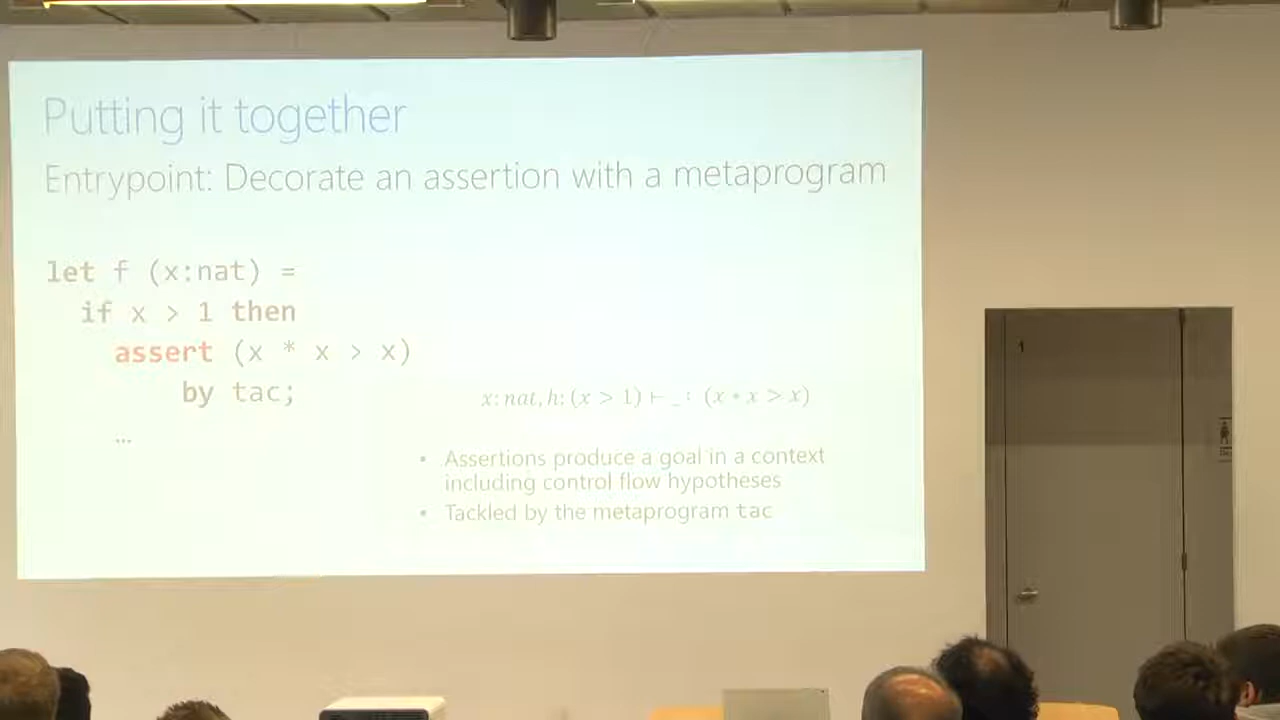 Putting it together
Entrypoint: Decorate an assertion with a metaprogram
let f (x:nat) =
if x > 1 then
assert (x * x > x)
by tac;
…
x: nat, h: (x > 1) ⊢ _ : (x * x > x)
• Assertions produce a goal in a context
including control flow hypotheses
• Tackled by the metaprogram tac
1